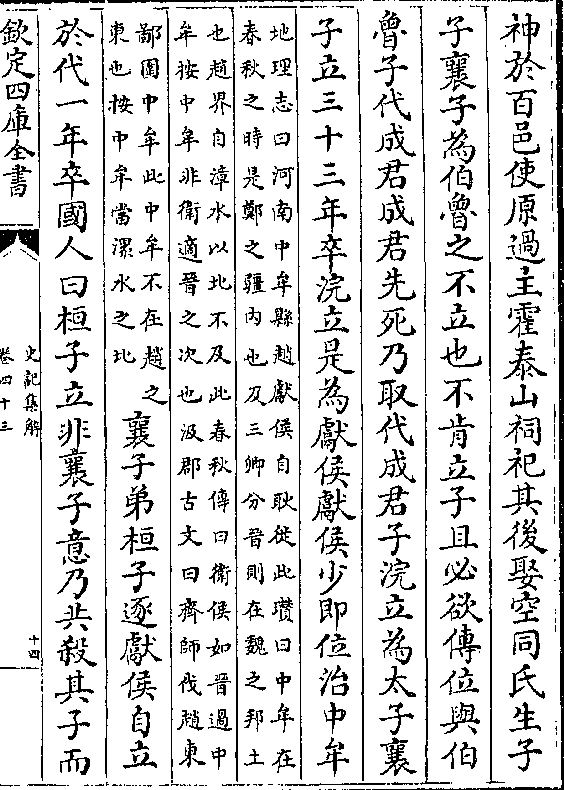 神於百邑使原過主霍泰山祠祀其後娶空同氏生子
子襄子為伯魯之不立也不肯立子且必欲傳位與伯
魯子代成君成君先死乃取代成君子浣立為太子襄
子立三十三年卒浣立是為獻侯獻侯少即位治中牟
地理志曰河南中牟縣趙獻侯自耿徙此瓚曰中牟在
春秋之時是鄭之疆內也及三卿分晉則在魏之邦土
也趙界自漳水以北不及此春秋傳曰衛侯如晉過中
牟按中牟非衛適晉之次也汲郡古文曰齊師伐趙東
鄙圍中牟此中牟不在趙之
東也按中牟當漯水之北
襄子弟桓子逐獻侯自立
於代一年卒國人曰桓子立非襄子意乃共殺其子而
欽定四庫全書
史記集解
卷四十三
十四